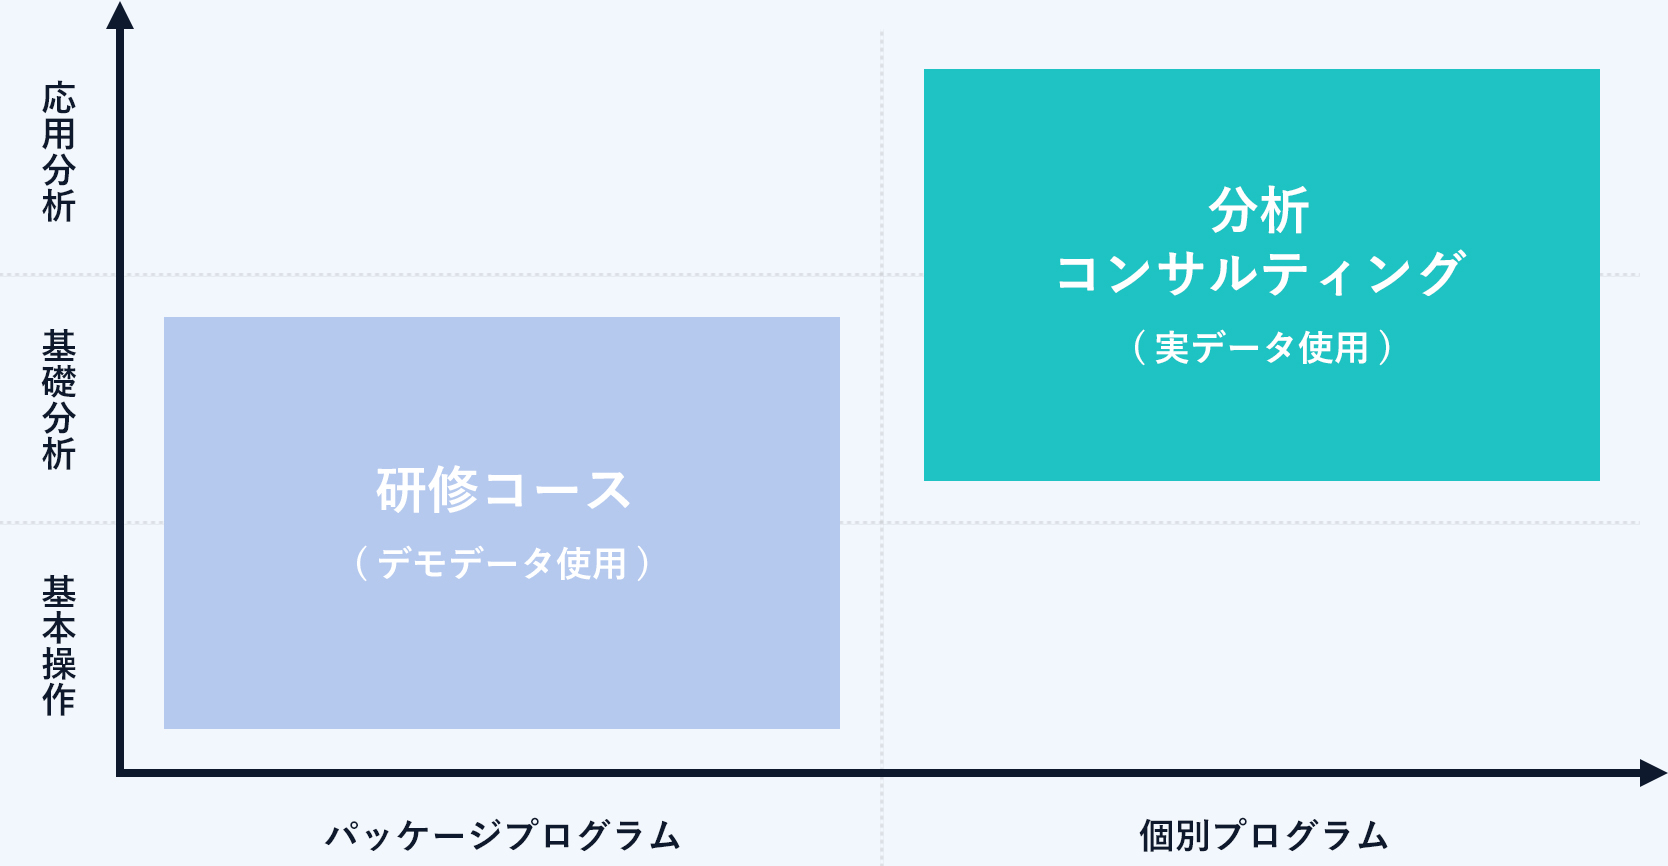 応用分析
分析
コンサルティング
（実データ使用）
基礎分析
研修コース
（デモデータ使用）
基本操作
パッケージプログラム
個別プログラム